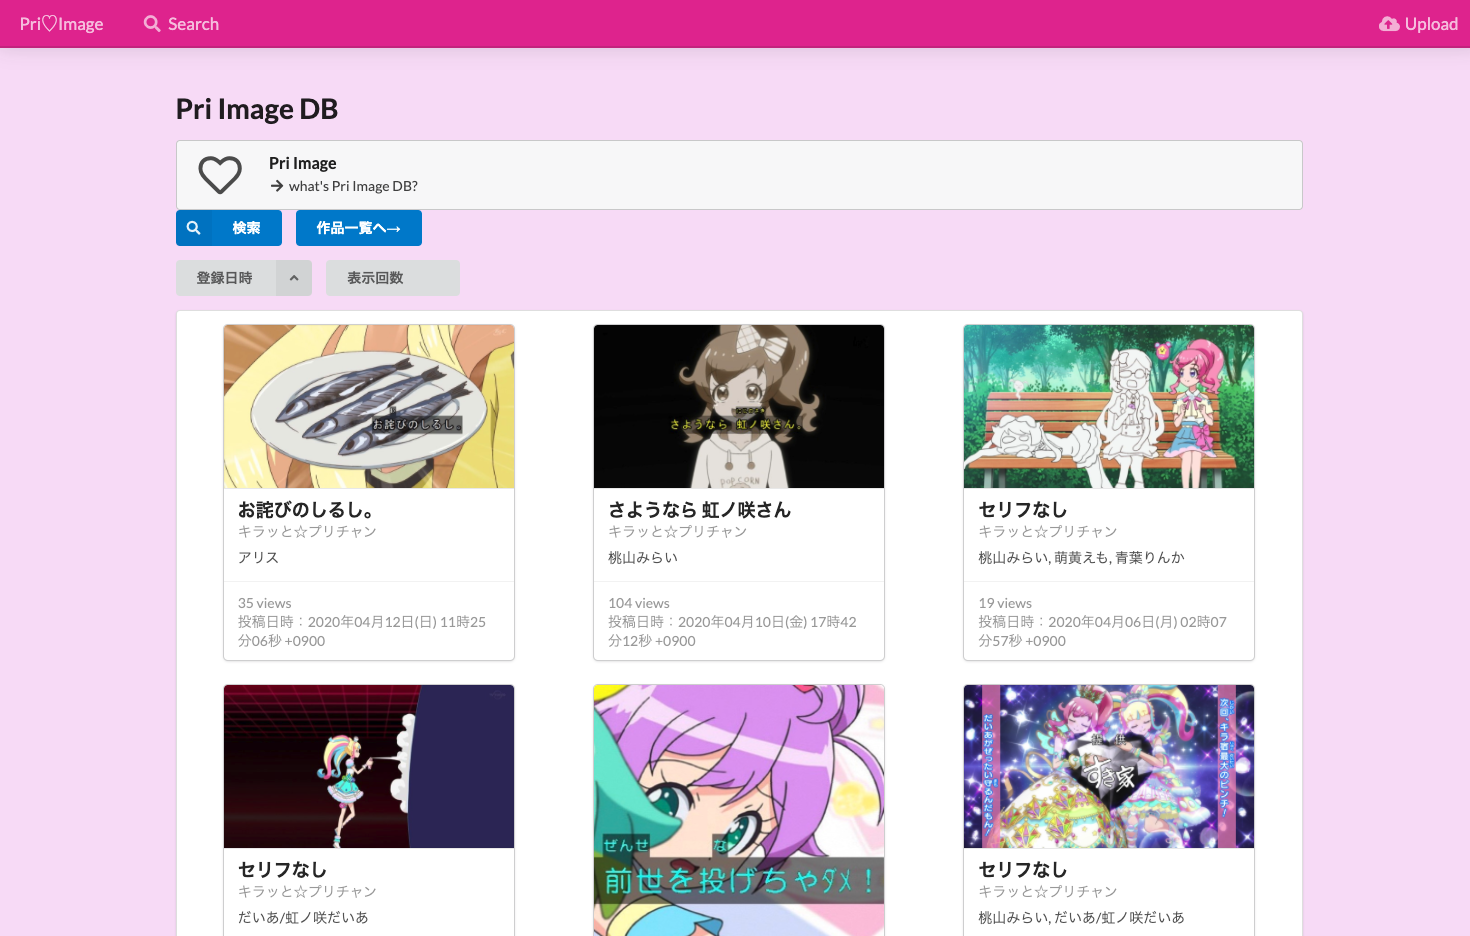 Pri♡Image
Search
Upload
Pri Image DB
Pri Image
→ what's Pri Image DB?
検索
作品一覧へ→
登録日時
表示回数
お詫びのしるし。
さようなら 虹ノ咲さん。
POP CORN
お詫びのしるし。
キラッと☆プリチャン
アリス
35 views
投稿日時：2020年04月12日(日) 11時25
分06秒 +0900
さようなら 虹ノ咲さん
キラッと☆プリチャン
桃山みらい
104 views
投稿日時：2020年04月10日(金) 17時42
分12秒 +0900
セリフなし
キラッと☆プリチャン
桃山みらい, 萌黄えも, 青葉りんか
19 views
投稿日時：2020年04月06日(月) 02時07
分57秒 +0900
ぜんせ な
前世を投げちゃダメ！
だいあがぜったい守るんだもん！
提供
すき家
次回、キラ宿最大のピンチ！
セリフなし
キラッと☆プリチャン
だいあ/虹ノ咲だいあ
セリフなし
キラッと☆プリチャン
桃山みらい, だいあ/虹ノ咲だいあ